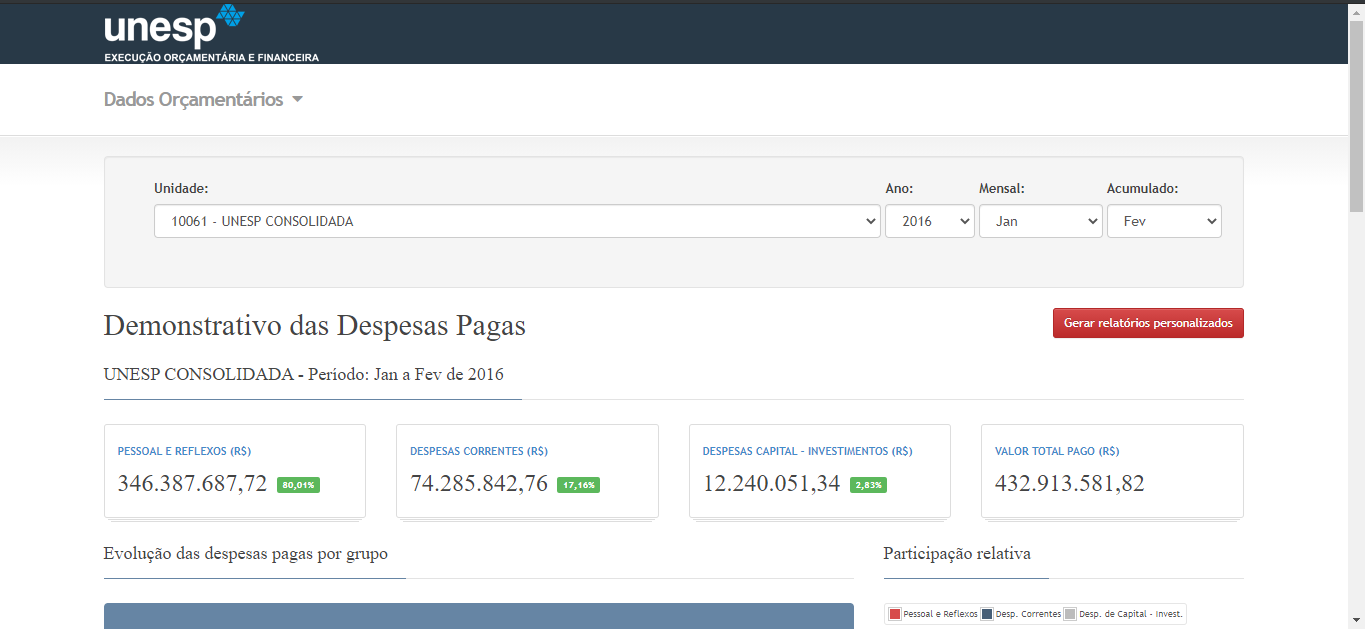 unesp
EXECUÇÃO ORÇAMENTÁRIA E FINANCEIRA
Dados Orçamentários
Unidade: Ano: Mensal: Acumulado:
10061 - UNESP CONSOLIDADA 2016 Jan Fev
Demonstrativo das Despesas Pagas
Gerar relatórios personalizados
UNESP CONSOLIDADA - Período: Jan a Fev de 2016
PESSOAL E REFLEXOS (R$)
346.387.687,72 80,01%
DESPESAS CORRENTES (R$)
74.285.842,76 17,16%
DESPESAS CAPITAL - INVESTIMENTOS (R$)
12.240.051,34 2,83%
VALOR TOTAL PAGO (R$)
432.913.581,82
Evolução das despesas pagas por grupo
Participação relativa
Pessoal e Reflexos Desp. Correntes Desp. de Capital - Invest.